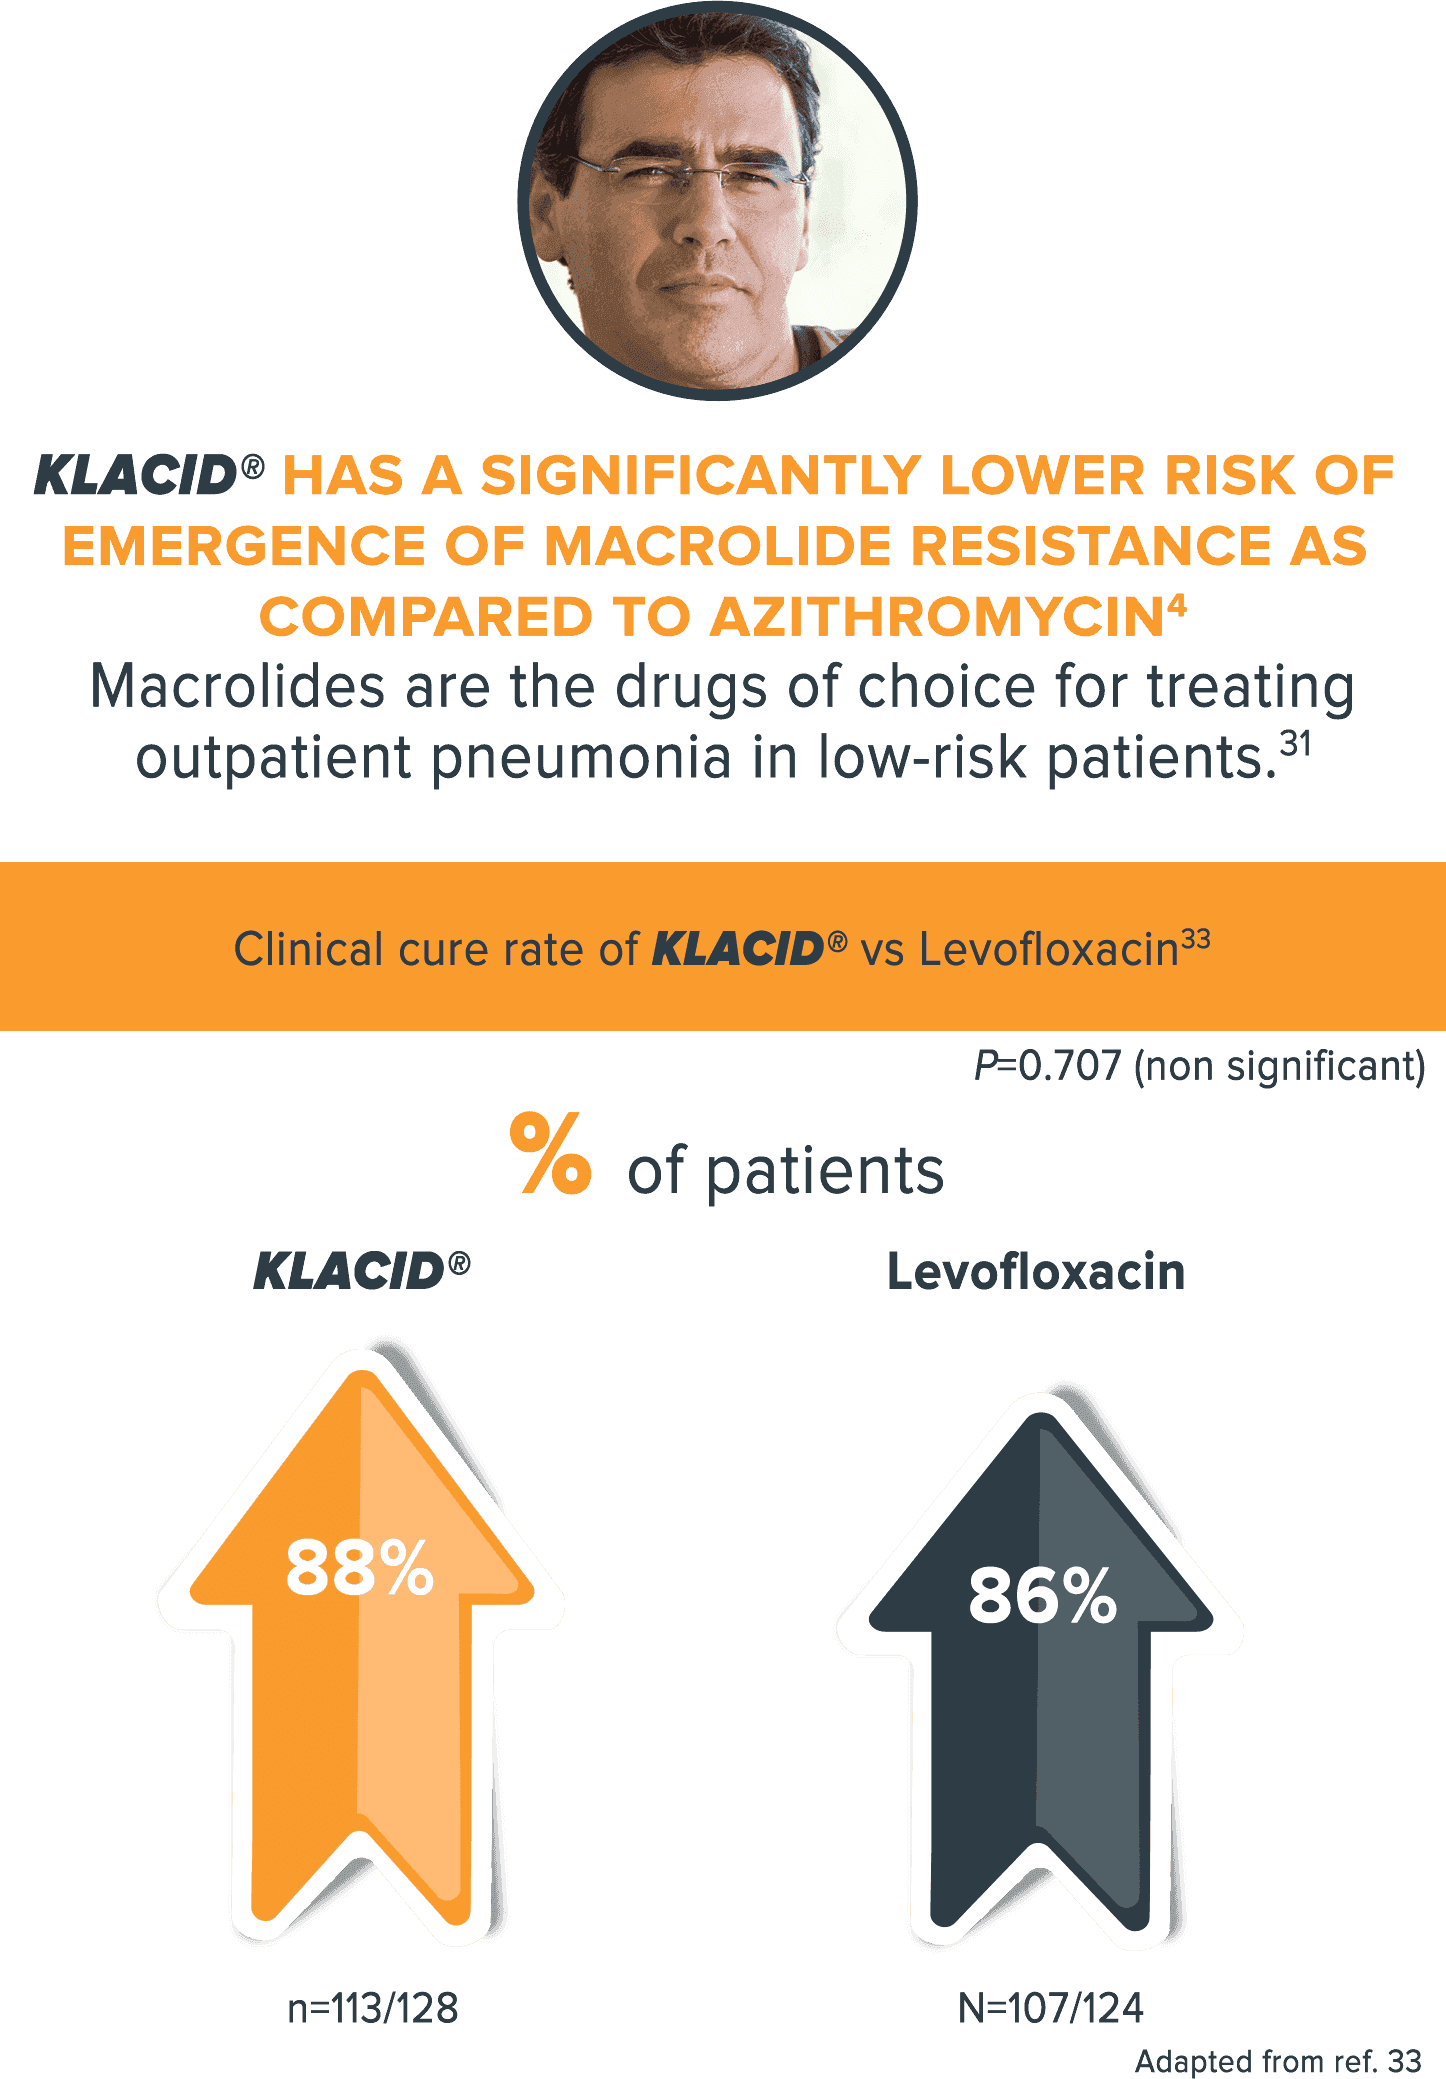 KLACID® HAS A SIGNIFICANTLY LOWER RISK OF
EMERGENCE OF MACROLIDE RESISTANCE AS
COMPARED TO AZITHROMYCIN⁴
Macrolides are the drugs of choice for treating
outpatient pneumonia in low-risk patients.³¹
Clinical cure rate of KLACID® vs Levofloxacin³³
P=0.707 (non significant)
% of patients
KLACID®
Levofloxacin
88%
86%
n=113/128
N=107/124
Adapted from ref. 33